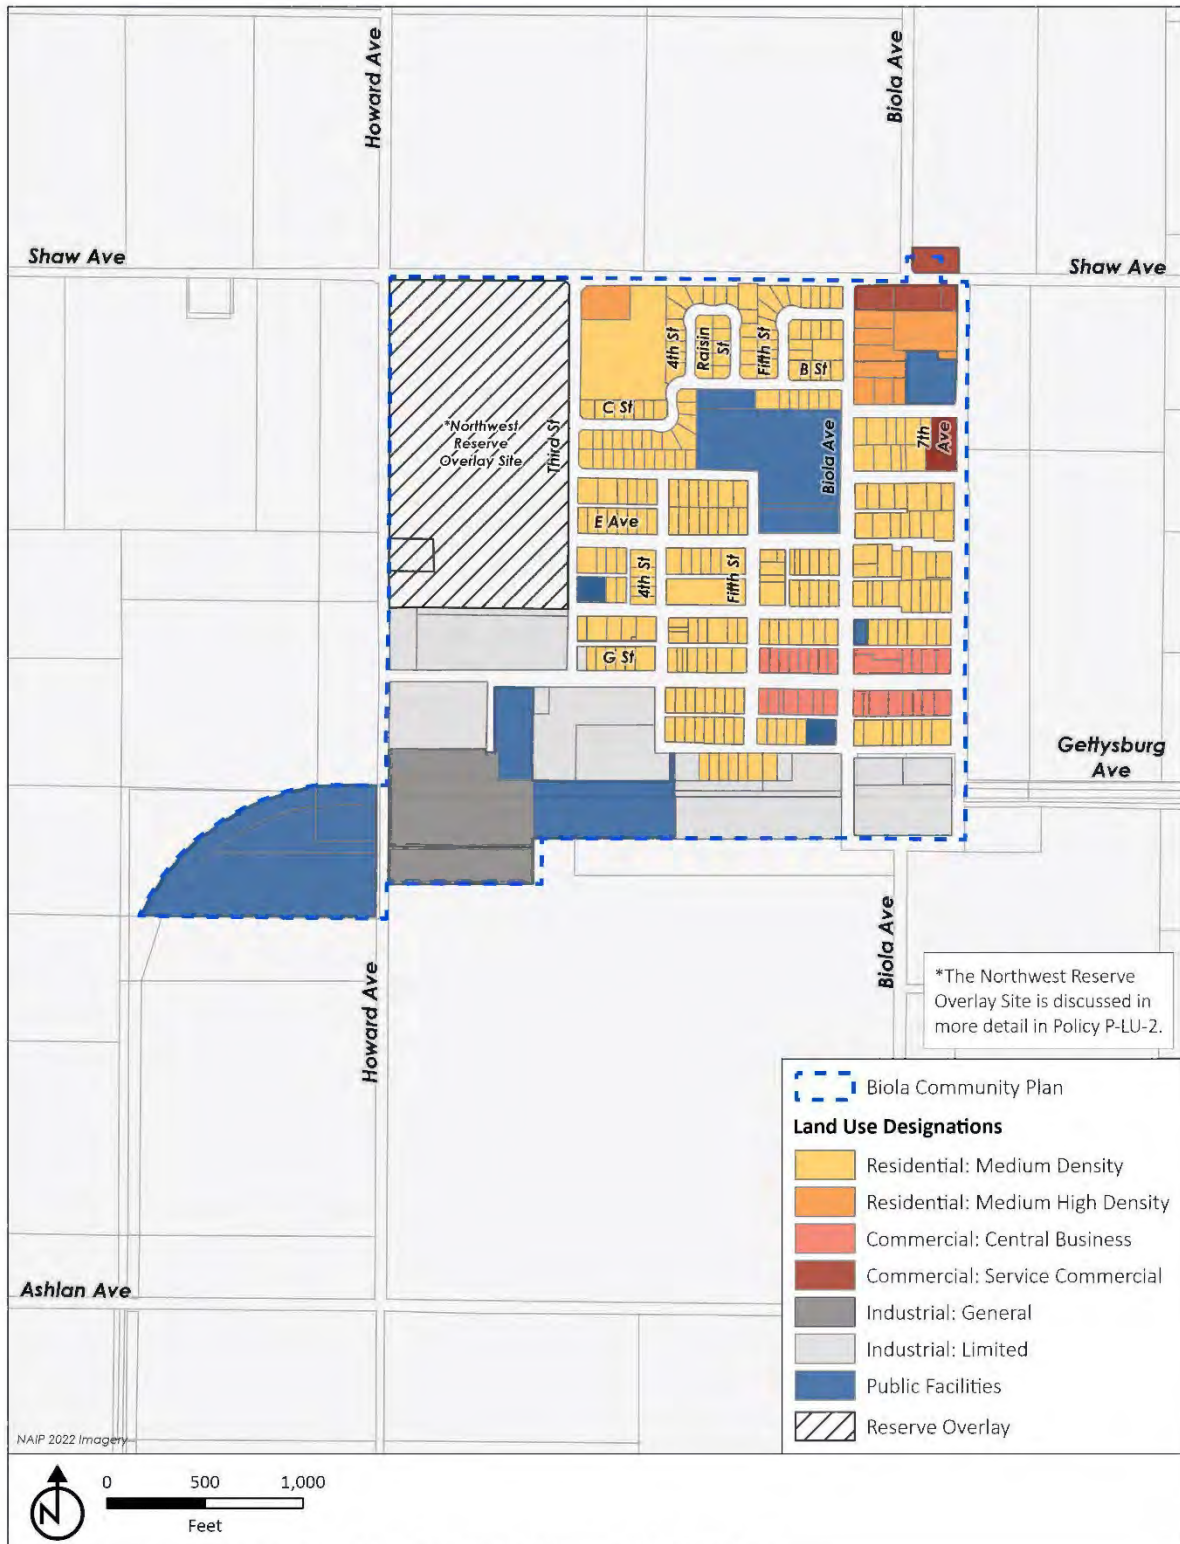 Howard Ave
Biola Ave
Shaw Ave
Shaw Ave
4th St
Raisin
St
Fifth St
B St
C St
*Northwest
Reserve
Overlay Site
Third St
Biola Ave
7th
Ave
E Ave
4th St
Fifth St
G St
Gettysburg
Ave
Biola Ave
Howard Ave
*The Northwest Reserve
Overlay Site is discussed in
more detail in Policy P-LU-2.
Biola Community Plan
Land Use Designations
Residential: Medium Density
Residential: Medium High Density
Commercial: Central Business
Commercial: Service Commercial
Industrial: General
Industrial: Limited
Public Facilities
Reserve Overlay
Ashlan Ave
NAIP 2022 Imagery
N
0 500 1,000
Feet